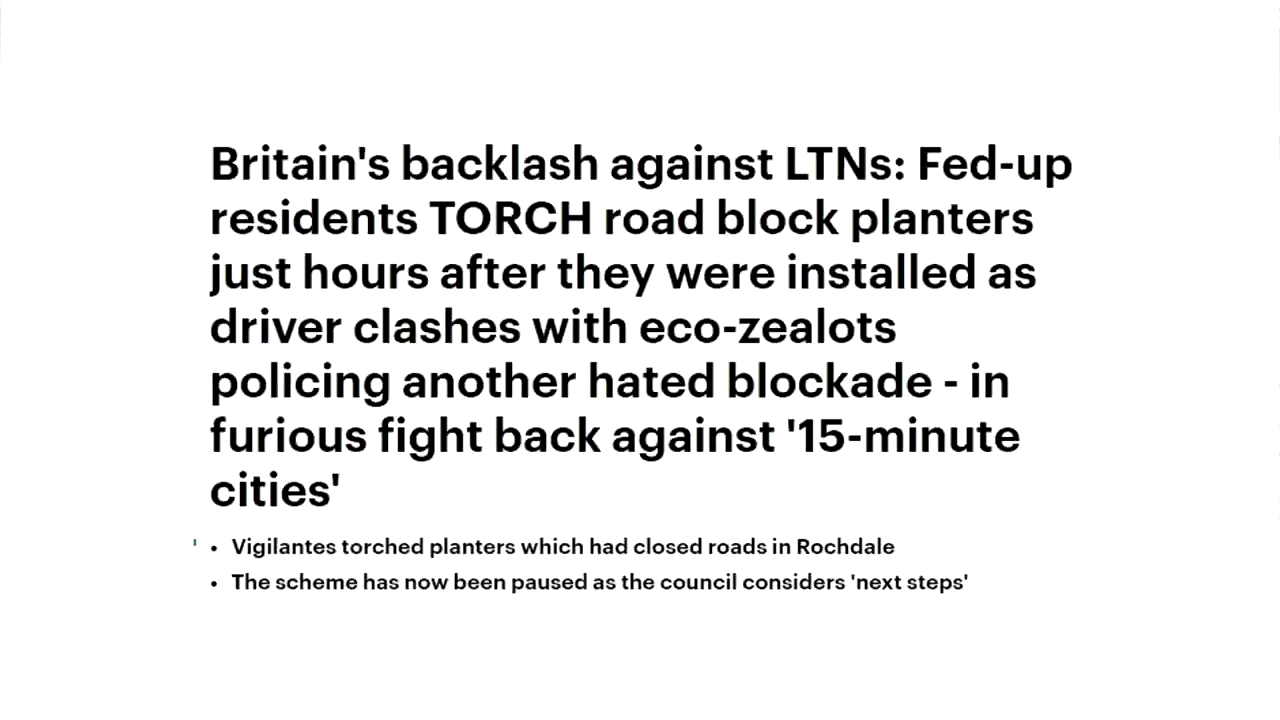 Britain's backlash against LTNs: Fed-up
residents TORCH road block planters
just hours after they were installed as
driver clashes with eco-zealots
policing another hated blockade - in
furious fight back against '15-minute
cities'
• Vigilantes torched planters which had closed roads in Rochdale
• The scheme has now been paused as the council considers 'next steps'